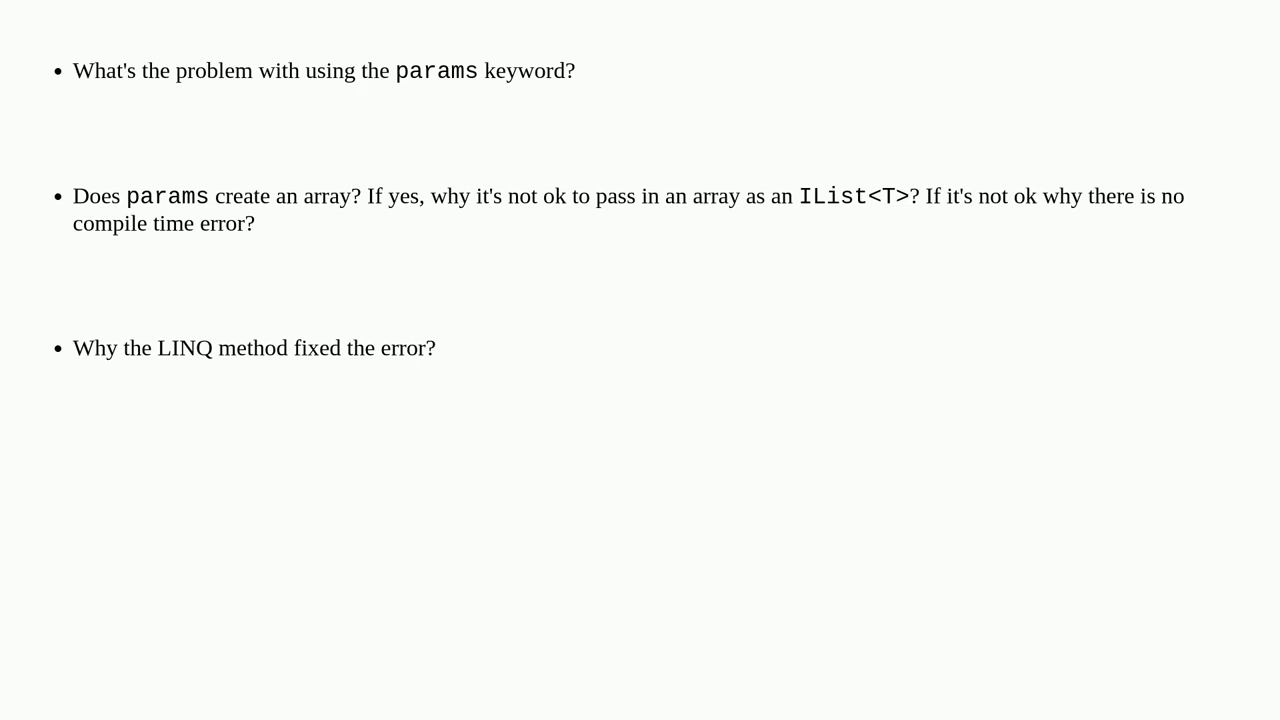 • What's the problem with using the params keyword?
• Does params create an array? If yes, why it's not ok to pass in an array as an IList<T>? If it's not ok why there is no
compile time error?
• Why the LINQ method fixed the error?